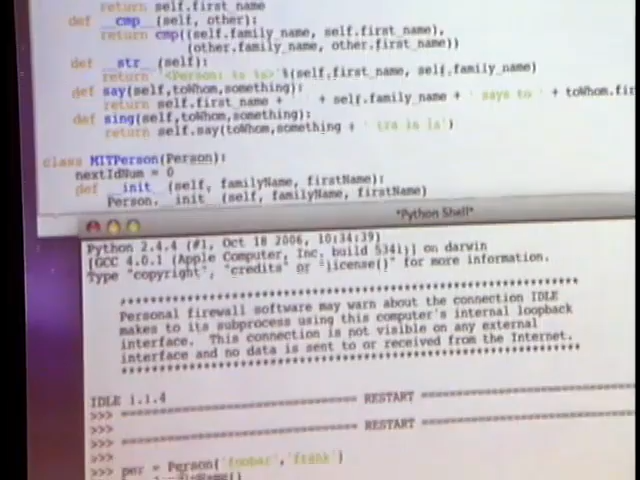 return self.first_name
def __cmp__(self, other):
return cmp((self.family_name, self.first_name),
(other.family_name, other.first_name))
def __str__(self):
return '<Person: %s %s>'%(self.first_name, self.family_name)
def say(self,toWhom,something):
return self.first_name + ' ' + self.family_name + ' says to ' + toWhom.fir
def sing(self,toWhom,something):
return self.say(toWhom,something + ' tra la la')
class MITPerson(Person):
nextIdNum = 0
def __init__(self, familyName, firstName):
Person.__init__(self, familyName, firstName)
*Python Shell*
Python 2.4.4 (#1, Oct 18 2006, 10:34:39)
[GCC 4.0.1 (Apple Computer, Inc. build 5341)] on darwin
Type "copyright", "credits" or "license()" for more information.
****************************************************************
Personal firewall software may warn about the connection IDLE
makes to its subprocess using this computer's internal loopback
interface. This connection is not visible on any external
interface and no data is sent to or received from the Internet.
****************************************************************
IDLE 1.1.4
>>> ================================ RESTART ================================
>>>
>>> ================================ RESTART ================================
>>>
>>> per = Person('foobar','frank')